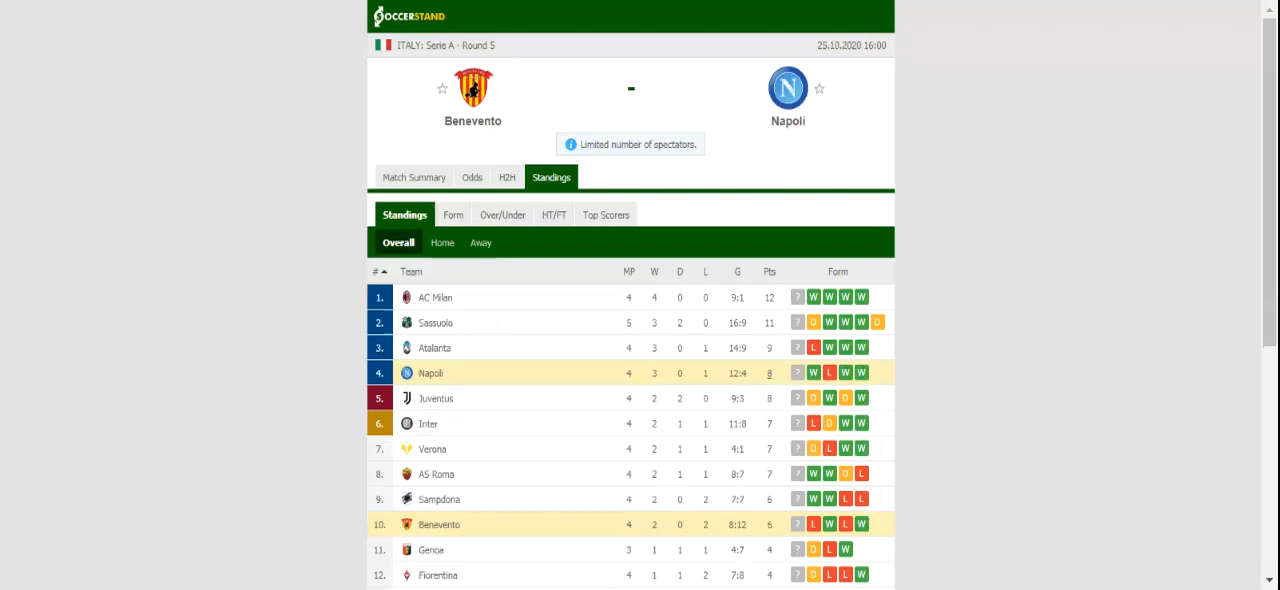 SOCCERSTAND
ITALY: Serie A - Round 5 25.10.2020 16:00
-
Benevento Napoli
Limited number of spectators.
Match Summary Odds H2H Standings
Standings Form Over/Under HT/FT Top Scorers
Overall Home Away
# Team MP W D L G Pts Form
1. AC Milan 4 4 0 0 9:1 12 ? W W W W
2. Sassuolo 5 3 2 0 16:9 11 ? D W W W D
3. Atalanta 4 3 0 1 14:9 9 ? L W W W
4. Napoli 4 3 0 1 12:4 8 ? W L W W
5. Juventus 4 2 2 0 9:3 8 ? D W D W
6. Inter 4 2 1 1 11:8 7 ? L D W W
7. Verona 4 2 1 1 4:1 7 ? D L W W
8. AS Roma 4 2 1 1 8:7 7 ? W W D L
9. Sampdoria 4 2 0 2 7:7 6 ? W W L L
10. Benevento 4 2 0 2 8:12 6 ? L W L W
11. Genoa 3 1 1 1 4:7 4 ? D L W
12. Fiorentina 4 1 1 2 7:8 4 ? D L L W